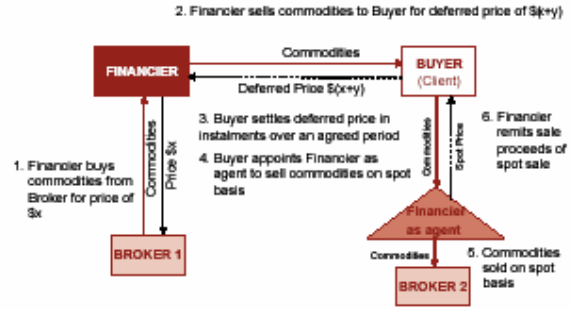 2. Financier sells commodities to Buyer for deferred price of $(x+y)
Commodities
FINANCIER
BUYER
(Client)
Deferred Price $(x+y)
3. Buyer settles deferred price in
instalments over an agreed period
4. Buyer appoints Financier as
agent to sell commodities on spot
basis
6. Financier
remits sale
proceeds of
spot sale
1. Financier buys
commodities from
Broker for price of
$x
Commodities
Price $x
Commodities
Spot Price
Financier
as agent
BROKER 1
Commodities
5. Commodities
sold on spot
basis
BROKER 2